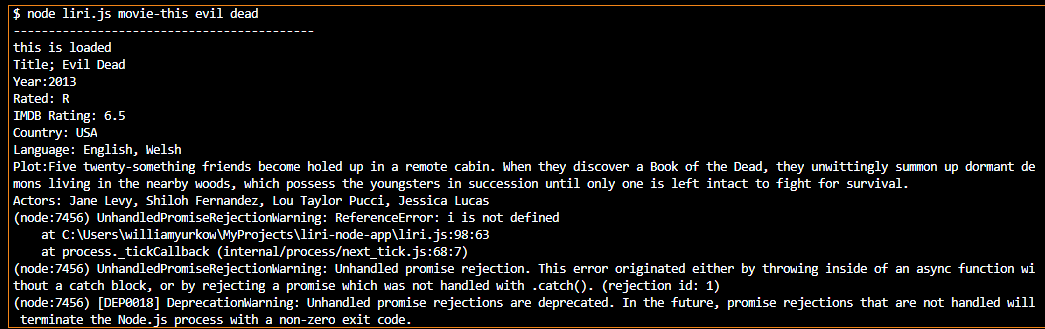 $ node liri.js movie-this evil dead
-------------------------------------------
this is loaded
Title; Evil Dead
Year:2013
Rated: R
IMDB Rating: 6.5
Country: USA
Language: English, Welsh
Plot:Five twenty-something friends become holed up in a remote cabin. When they discover a Book of the Dead, they unwittingly summon up dormant de
mons living in the nearby woods, which possess the youngsters in succession until only one is left intact to fight for survival.
Actors: Jane Levy, Shiloh Fernandez, Lou Taylor Pucci, Jessica Lucas
(node:7456) UnhandledPromiseRejectionWarning: ReferenceError: i is not defined
    at C:\Users\williamyurkow\MyProjects\liri-node-app\liri.js:98:63
    at process._tickCallback (internal/process/next_tick.js:68:7)
(node:7456) UnhandledPromiseRejectionWarning: Unhandled promise rejection. This error originated either by throwing inside of an async function wi
thout a catch block, or by rejecting a promise which was not handled with .catch(). (rejection id: 1)
(node:7456) [DEP0018] DeprecationWarning: Unhandled promise rejections are deprecated. In the future, promise rejections that are not handled will
 terminate the Node.js process with a non-zero exit code.